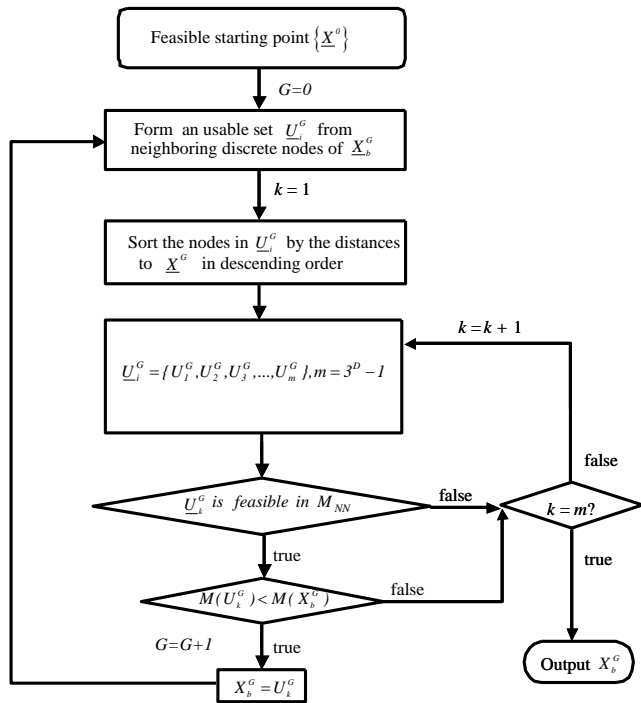 Feasible starting point {X^0}
G=0
Form an usable set U_i^G from
neighboring discrete nodes of X_b^G
k = 1
Sort the nodes in U_i^G by the distances
to X^G in descending order
k = k + 1
U_i^G = {U_1^G, U_2^G, U_3^G, ..., U_m^G }, m = 3^D − 1
false
U_k^G is feasible in M_NN
false
k = m?
true
true
M(U_k^G) < M(X_b^G)
false
G=G+1
true
Output X_b^G
X_b^G = U_k^G